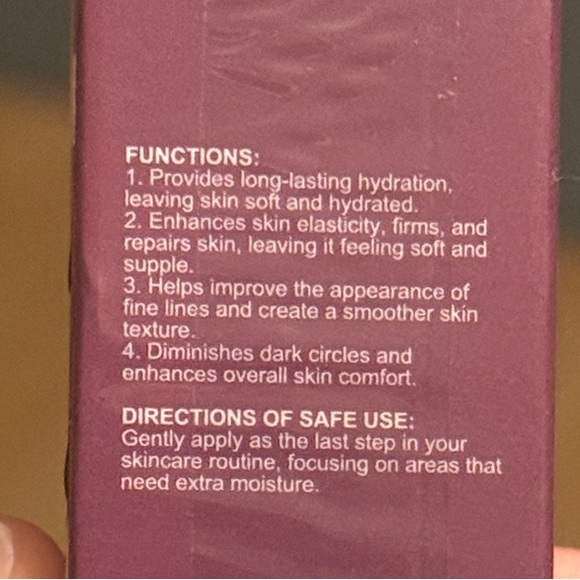 FUNCTIONS:
1. Provides long-lasting hydration,
leaving skin soft and hydrated.
2. Enhances skin elasticity, firms, and
repairs skin, leaving it feeling soft and
supple.
3. Helps improve the appearance of
fine lines and create a smoother skin
texture.
4. Diminishes dark circles and
enhances overall skin comfort.
DIRECTIONS OF SAFE USE:
Gently apply as the last step in your
skincare routine, focusing on areas that
need extra moisture.